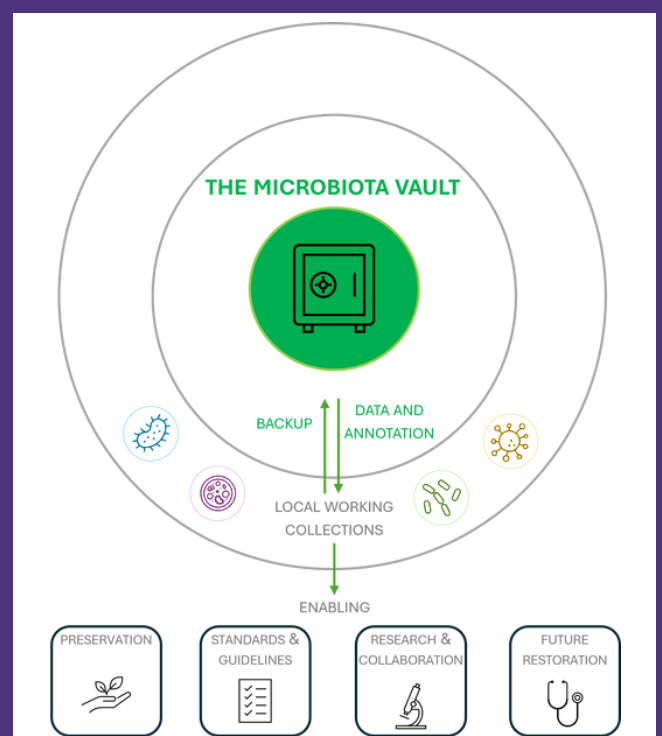 THE MICROBIOTA VAULT
BACKUP
DATA AND
ANNOTATION
LOCAL WORKING
COLLECTIONS
ENABLING
PRESERVATION
STANDARDS &
GUIDELINES
RESEARCH &
COLLABORATION
FUTURE
RESTORATION